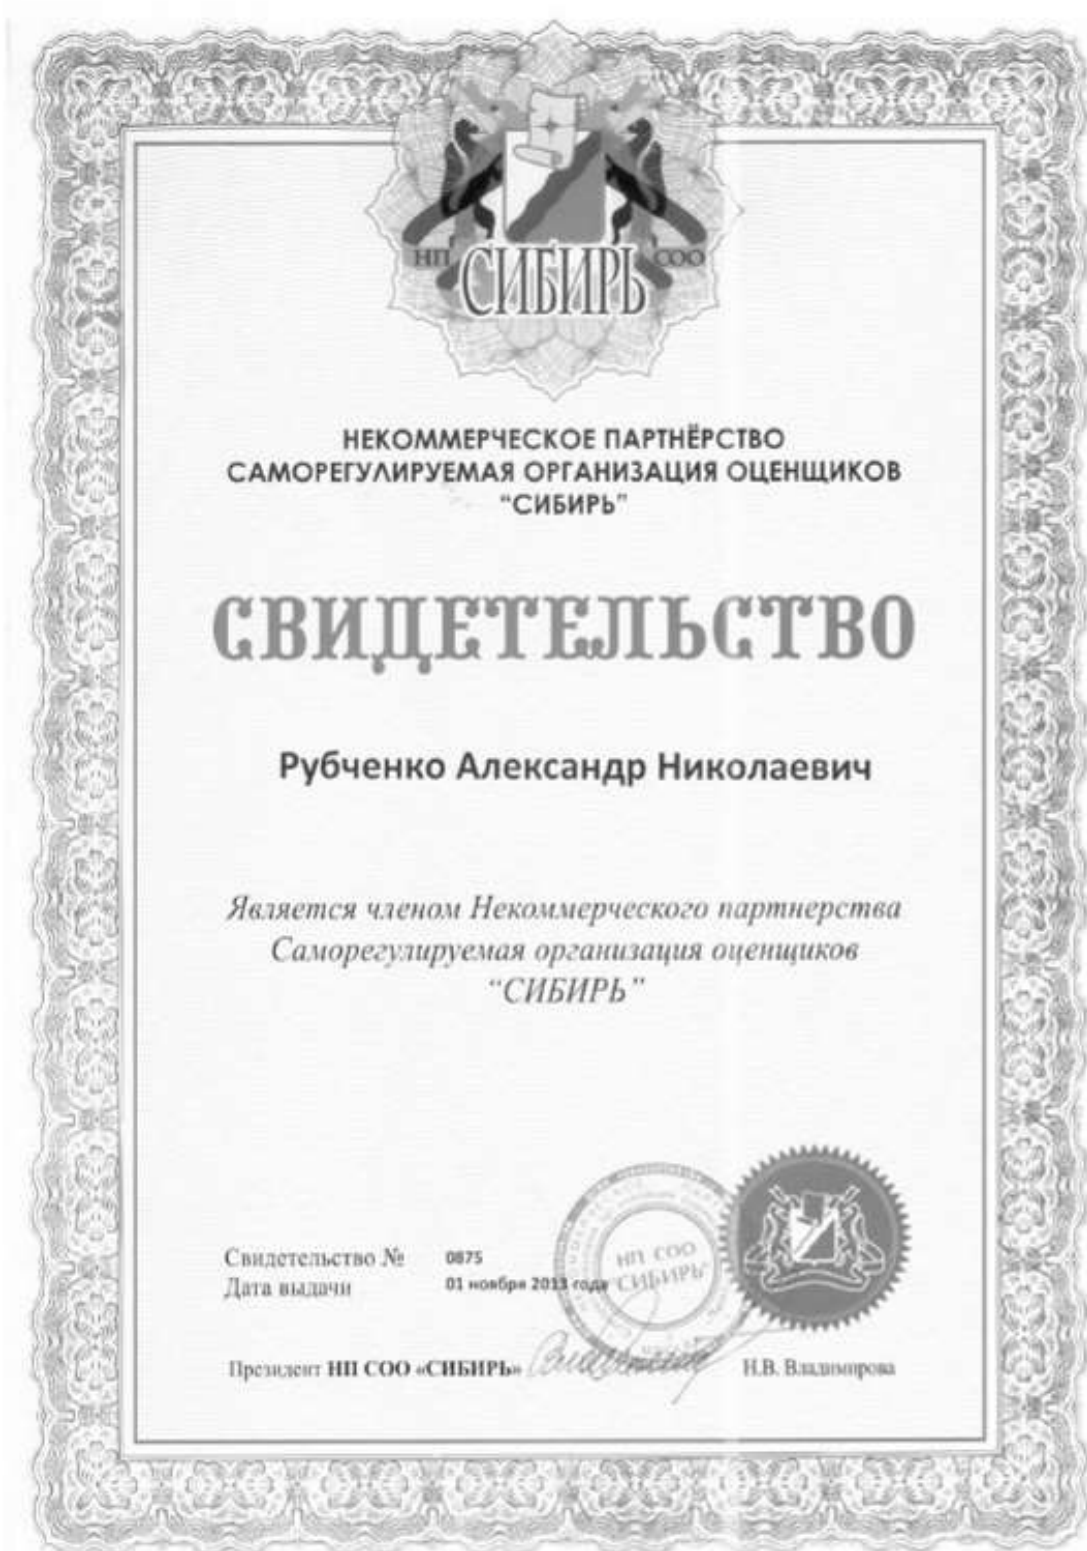 НП СОО
СИБИРЬ
НЕКОММЕРЧЕСКОЕ ПАРТНЁРСТВО
САМОРЕГУЛИРУЕМАЯ ОРГАНИЗАЦИЯ ОЦЕНЩИКОВ
“СИБИРЬ”
СВИДЕТЕЛЬСТВО
Рубченко Александр Николаевич
Является членом Некоммерческого партнерства
Саморегулируемая организация оценщиков
“СИБИРЬ”
НП СОО
"СИБИРЬ"
Свидетельство № 0875
Дата выдачи 01 ноября 2013 года
Президент НП СОО «СИБИРЬ» Н.В. Владимирова